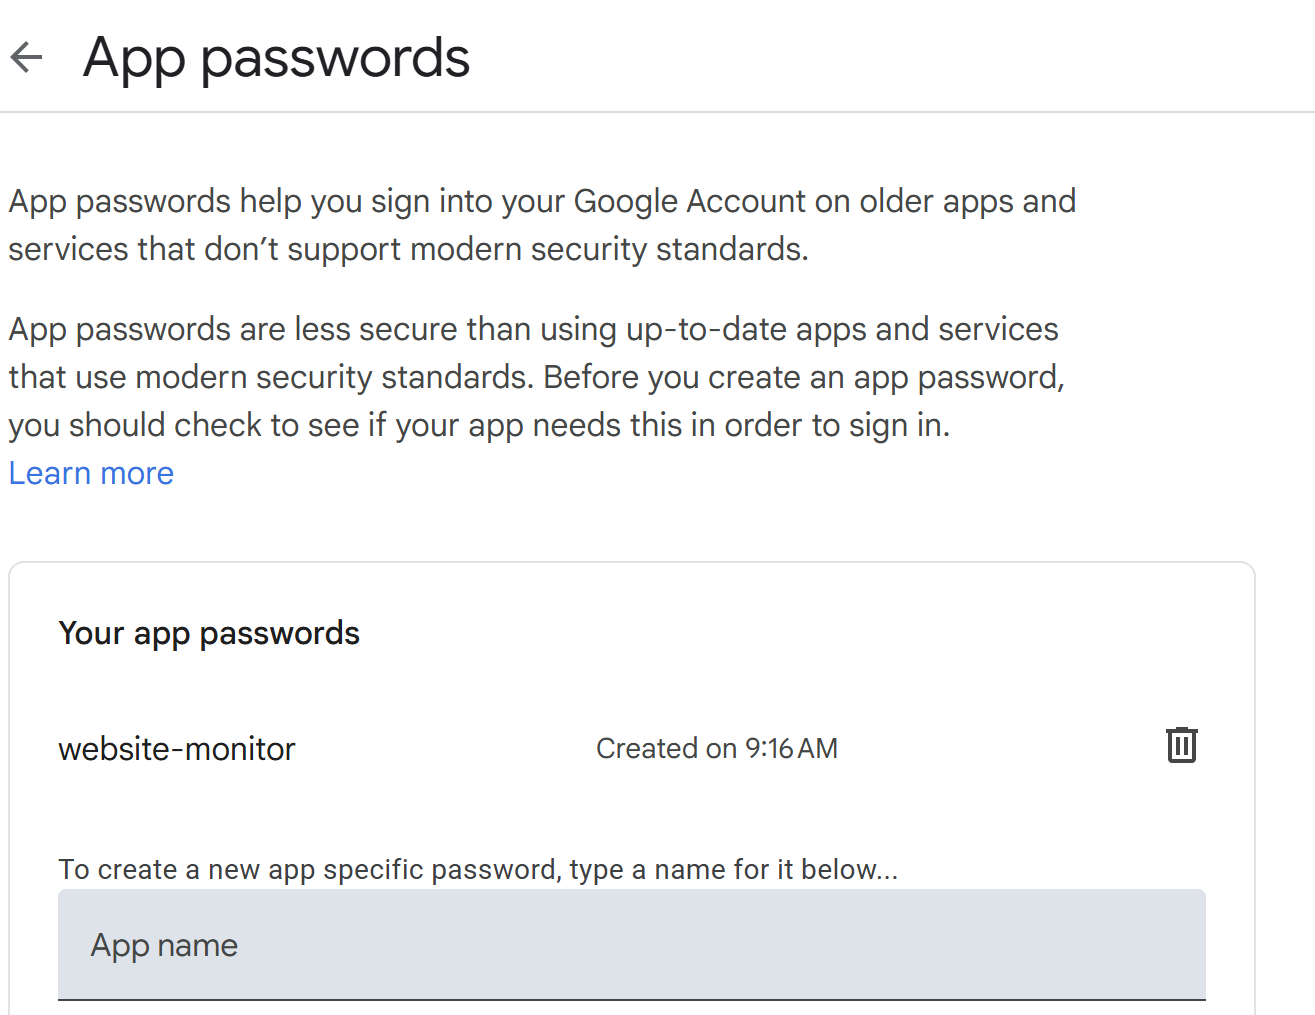 App passwords
App passwords help you sign into your Google Account on older apps and
services that don’t support modern security standards.
App passwords are less secure than using up-to-date apps and services
that use modern security standards. Before you create an app password,
you should check to see if your app needs this in order to sign in.
Learn more
Your app passwords
website-monitor Created on 9:16 AM
To create a new app specific password, type a name for it below...
App name